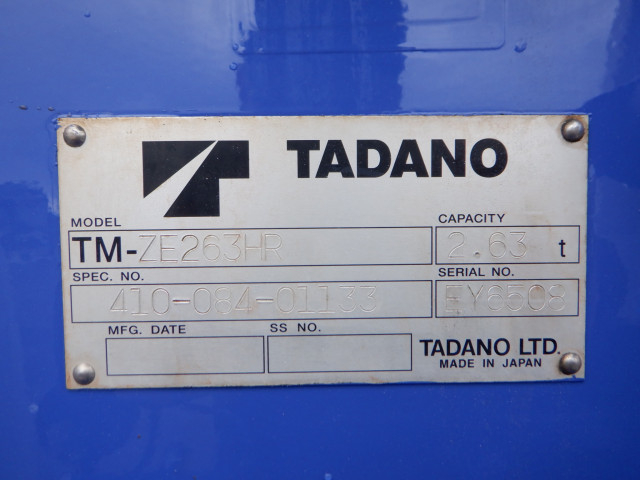 TADANO
MODEL
TM-ZE263HR
CAPACITY
2.63 t
SPEC. NO.
410-084-01133
SERIAL NO.
MFG. DATE
SS NO.
TADANO LTD.
MADE IN JAPAN